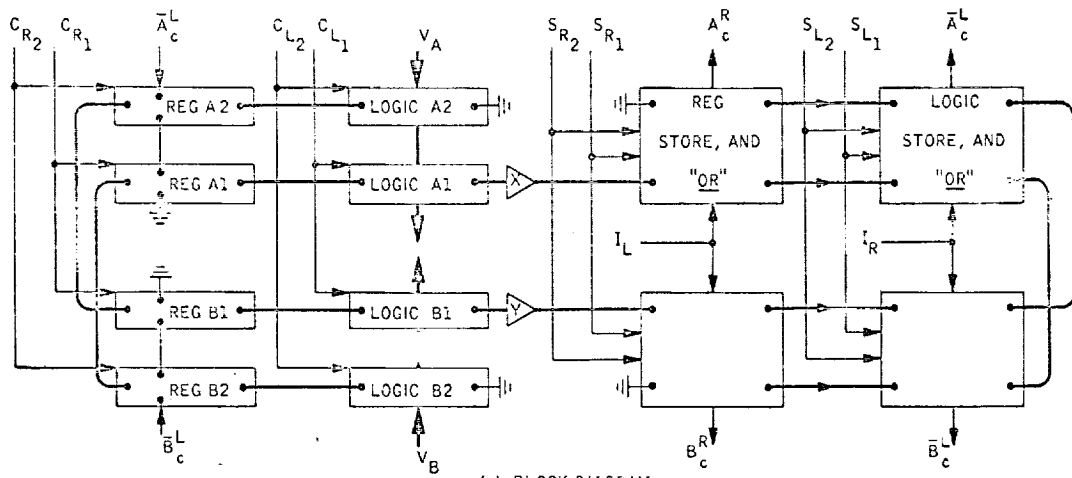 C_R2 C_R1 A̅_c^L C_L2 C_L1 V_A S_R2 S_R1 A_c^R S_L2 S_L1 A̅_c^L
REG A2 LOGIC A2 REG LOGIC
STORE, AND STORE, AND
REG A1 LOGIC A1 X "OR" "OR"
I_L I_R
REG B1 LOGIC B1 Y
REG B2 LOGIC B2
B̅_c^L V_B B_c^R B̅_c^L